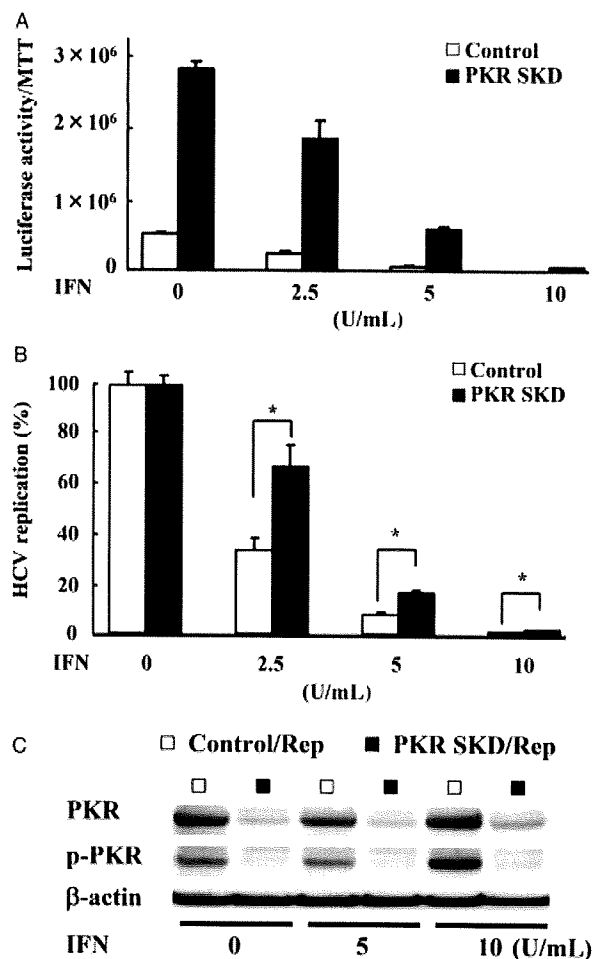 A
Luciferase activity/MTT
3×10⁶
2×10⁶
1×10⁶
0
□ Control
■ PKR SKD
IFN 0 2.5 5 10
(U/mL)
B
HCV replication (%)
100
80
60
40
20
0
□ Control
■ PKR SKD
* * *
IFN 0 2.5 5 10
(U/mL)
C
□ Control/Rep ■ PKR SKD/Rep
□ ■ □ ■ □ ■
PKR
p-PKR
β-actin
IFN 0 5 10 (U/mL)